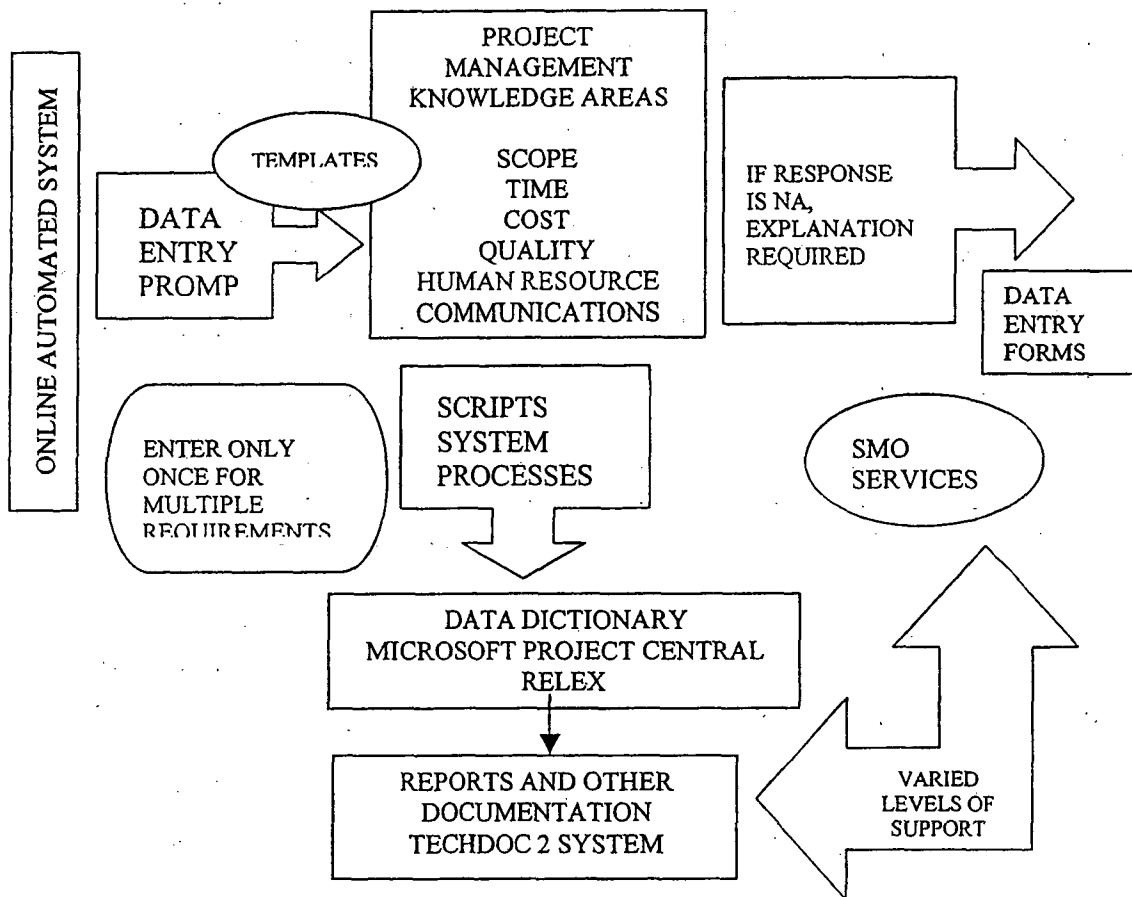 ONLINE AUTOMATED SYSTEM
DATA
ENTRY
PROMP
TEMPLATES
PROJECT
MANAGEMENT
KNOWLEDGE AREAS
SCOPE
TIME
COST
QUALITY
HUMAN RESOURCE
COMMUNICATIONS
IF RESPONSE
IS NA,
EXPLANATION
REQUIRED
DATA
ENTRY
FORMS
ENTER ONLY
ONCE FOR
MULTIPLE
REQUIREMENTS
SCRIPTS
SYSTEM
PROCESSES
SMO
SERVICES
DATA DICTIONARY
MICROSOFT PROJECT CENTRAL
RELEX
REPORTS AND OTHER
DOCUMENTATION
TECHDOC 2 SYSTEM
VARIED
LEVELS OF
SUPPORT